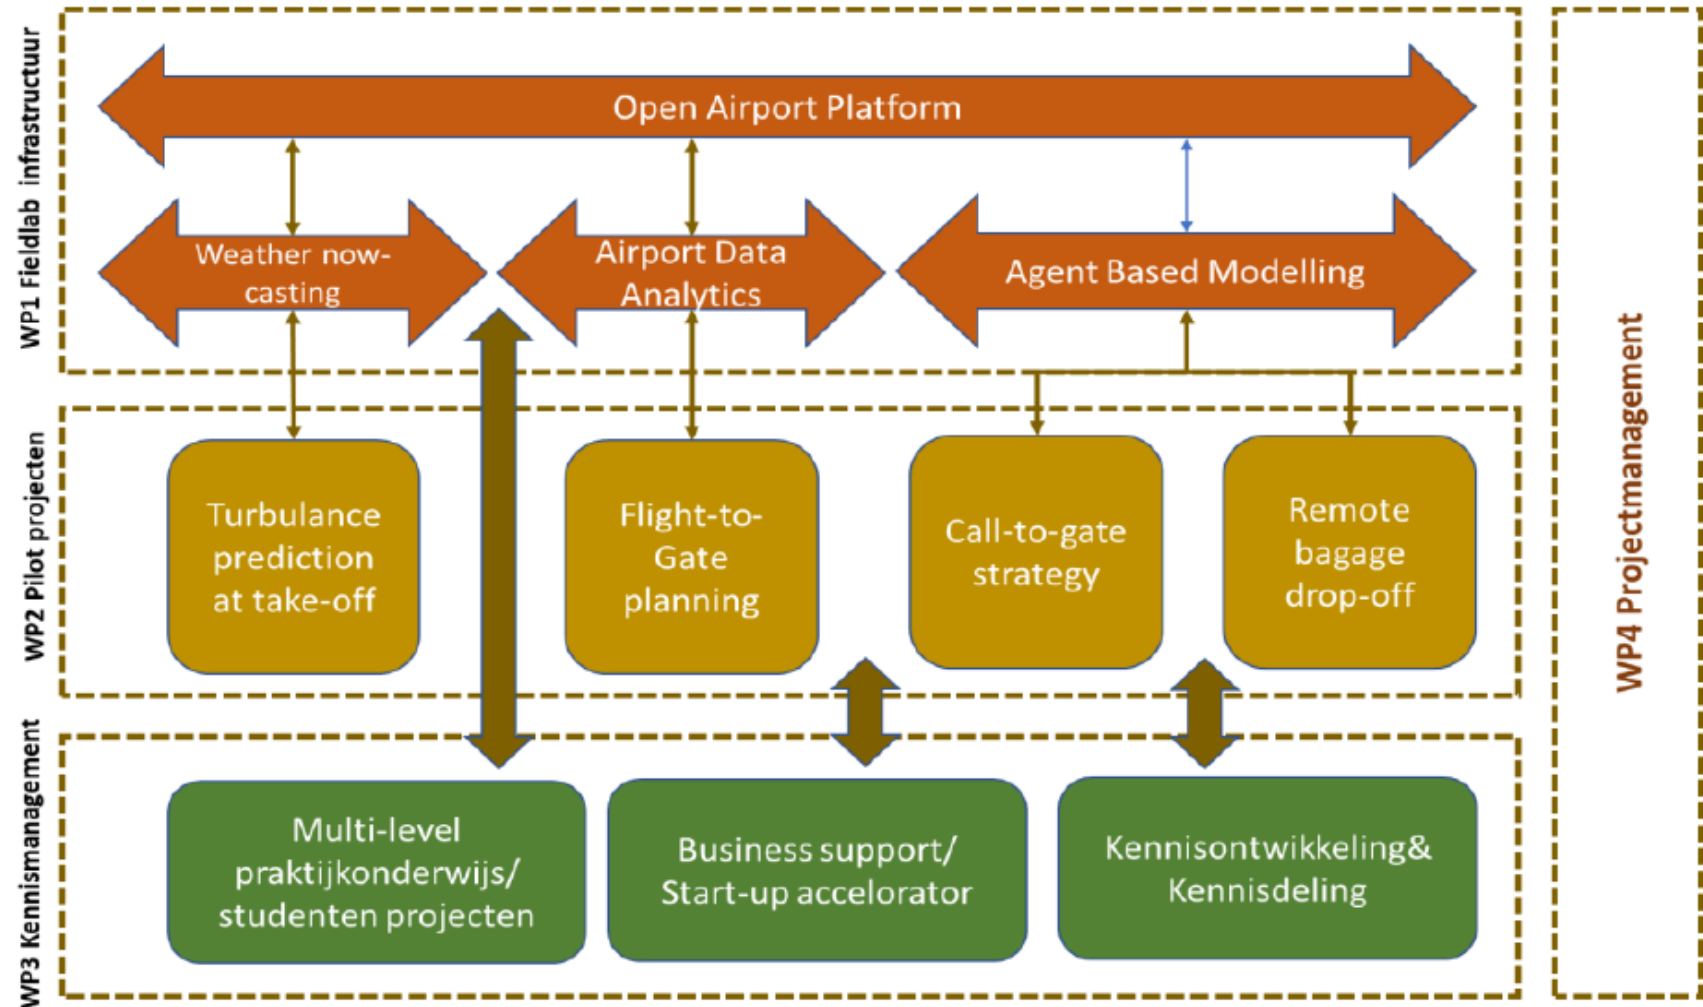 WP1 Fieldlab infrastructuur
Open Airport Platform
Weather now-
casting
Airport Data
Analytics
Agent Based Modelling
WP2 Pilot projecten
Turbulance
prediction
at take-off
Flight-to-
Gate
planning
Call-to-gate
strategy
Remote
bagage
drop-off
WP3 Kennismanagement
Multi-level
praktijkonderwijs/
studenten projecten
Business support/
Start-up accelorator
Kennisontwikkeling&
Kennisdeling
WP4 Projectmanagement